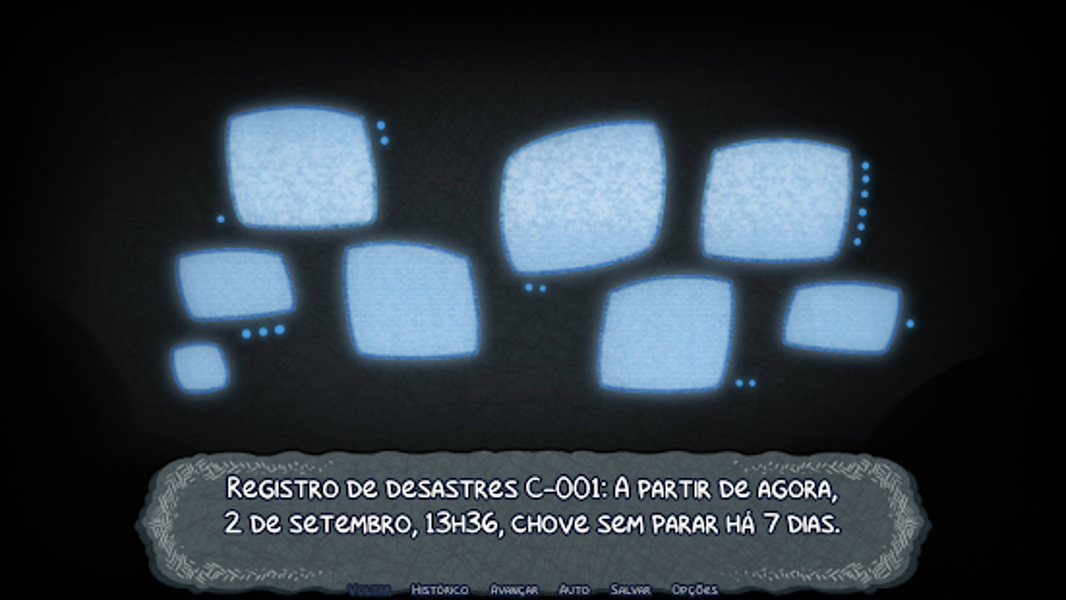 Registro de desastres C-001: A partir de agora,
2 de setembro, 13h36, chove sem parar há 7 dias.
Voltar Histórico Avançar Auto Salvar Opções